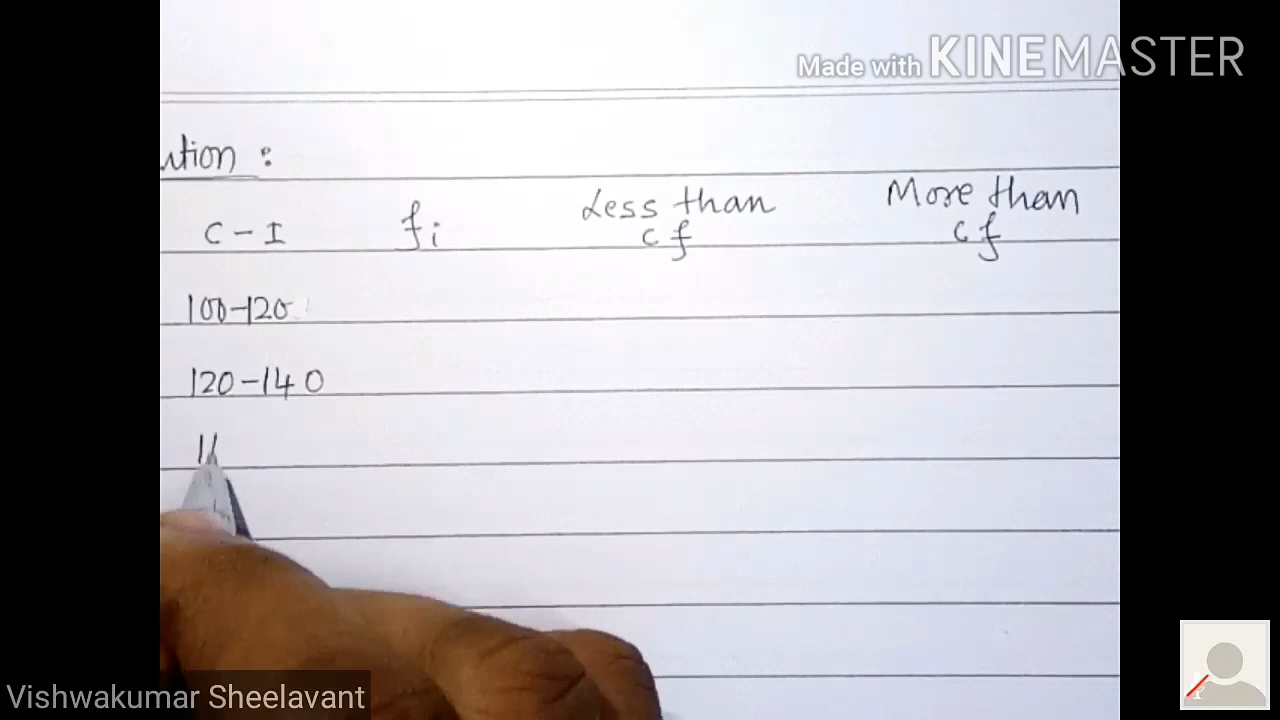 Made with KINEMASTER
ution :
C - I fi Less than cf More than cf
100-120
120-140
Vishwakumar Sheelavant